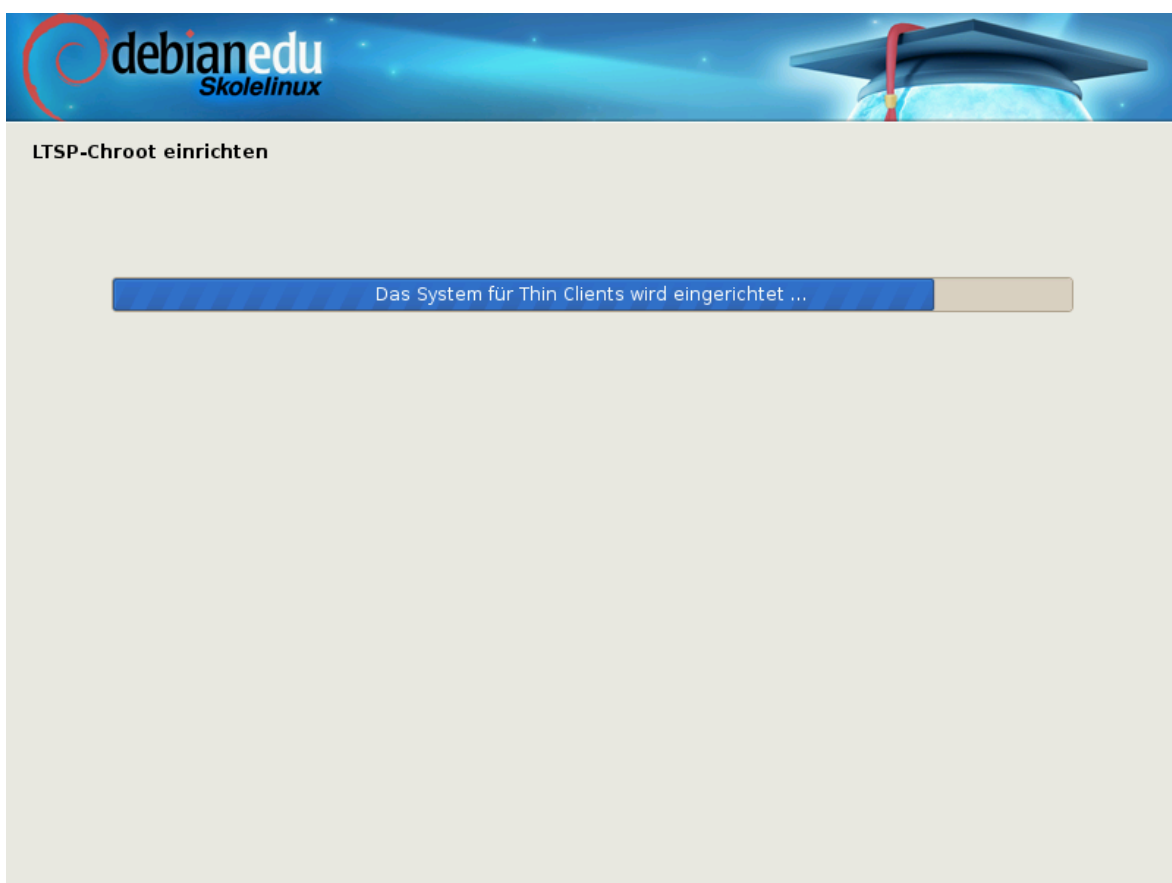 debianedu
Skolelinux
LTSP-Chroot einrichten
Das System für Thin Clients wird eingerichtet ...